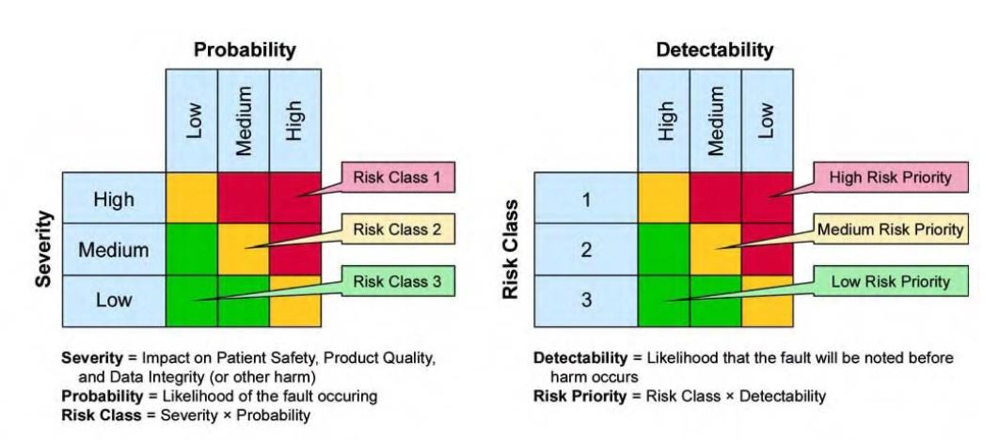 Probability
Low
Medium
High
Severity
High
Medium
Low
Risk Class 1
Risk Class 2
Risk Class 3
Severity = Impact on Patient Safety, Product Quality,
and Data Integrity (or other harm)
Probability = Likelihood of the fault occuring
Risk Class = Severity × Probability
Detectability
High
Medium
Low
Risk Class
1
2
3
High Risk Priority
Medium Risk Priority
Low Risk Priority
Detectability = Likelihood that the fault will be noted before
harm occurs
Risk Priority = Risk Class × Detectability